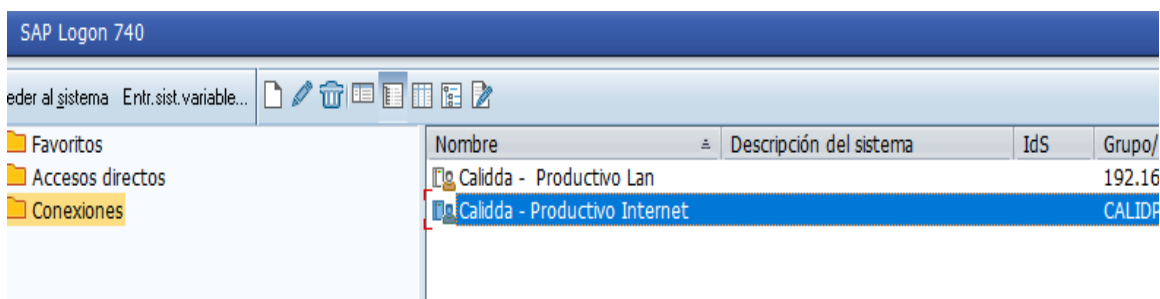 SAP Logon 740
eder al sistema Entr.sist.variable...
Favoritos
Accesos directos
Conexiones
Nombre Descripción del sistema IdS Grupo/
Calidda - Productivo Lan 192.16
Calidda - Productivo Internet CALIDP